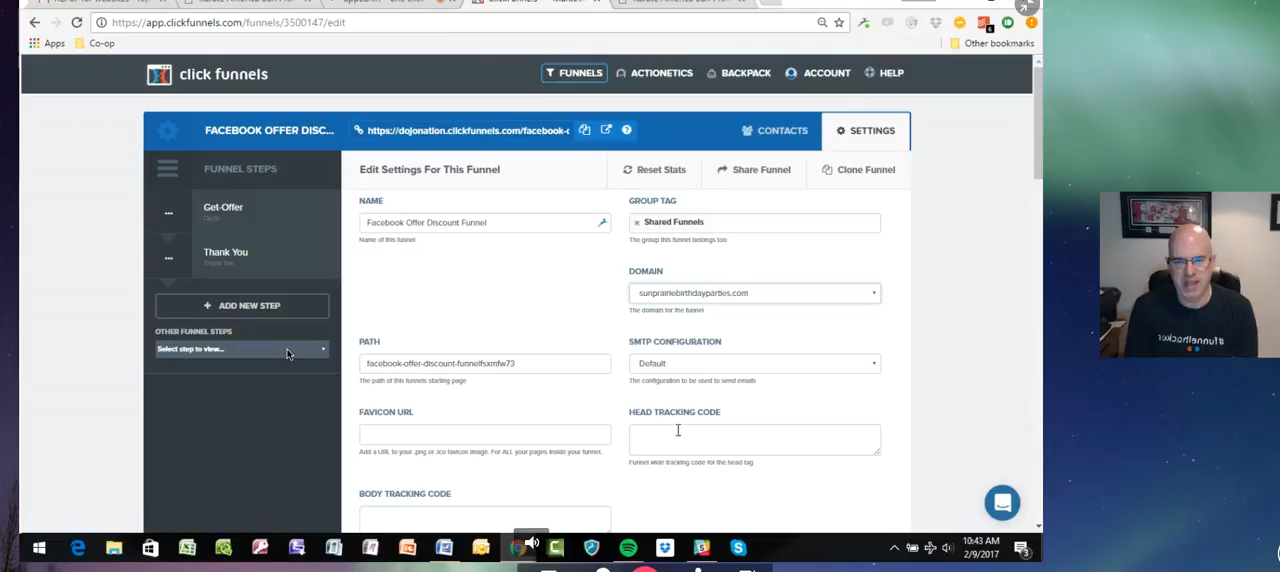 https://app.clickfunnels.com/funnels/3500147/edit
Apps
Co-op
6
Other bookmarks
click funnels
FUNNELS
ACTIONETICS
BACKPACK
ACCOUNT
HELP
FACEBOOK OFFER DISC...
https://dojonation.clickfunnels.com/facebook-c
CONTACTS
SETTINGS
FUNNEL STEPS
Edit Settings For This Funnel
Reset Stats
Share Funnel
Clone Funnel
Get-Offer
Thank You
Thank You
ADD NEW STEP
OTHER FUNNEL STEPS
Select step to view...
NAME
Facebook Offer Discount Funnel
Name of this funnel
GROUP TAG
Shared Funnels
The group this funnel belongs too
DOMAIN
sunprairiebirthdayparties.com
The domain for the funnel
PATH
facebook-offer-discount-funnelfsxmfw73
The path of this funnels starting page
SMTP CONFIGURATION
Default
The configuration to be used to send emails
FAVICON URL
Add a URL to your .png or .ico favicon image. For ALL your pages inside your funnel.
HEAD TRACKING CODE
Funnel wide tracking code for the head tag
BODY TRACKING CODE
#funnelhacker
10:43 AM
2/9/2017
3